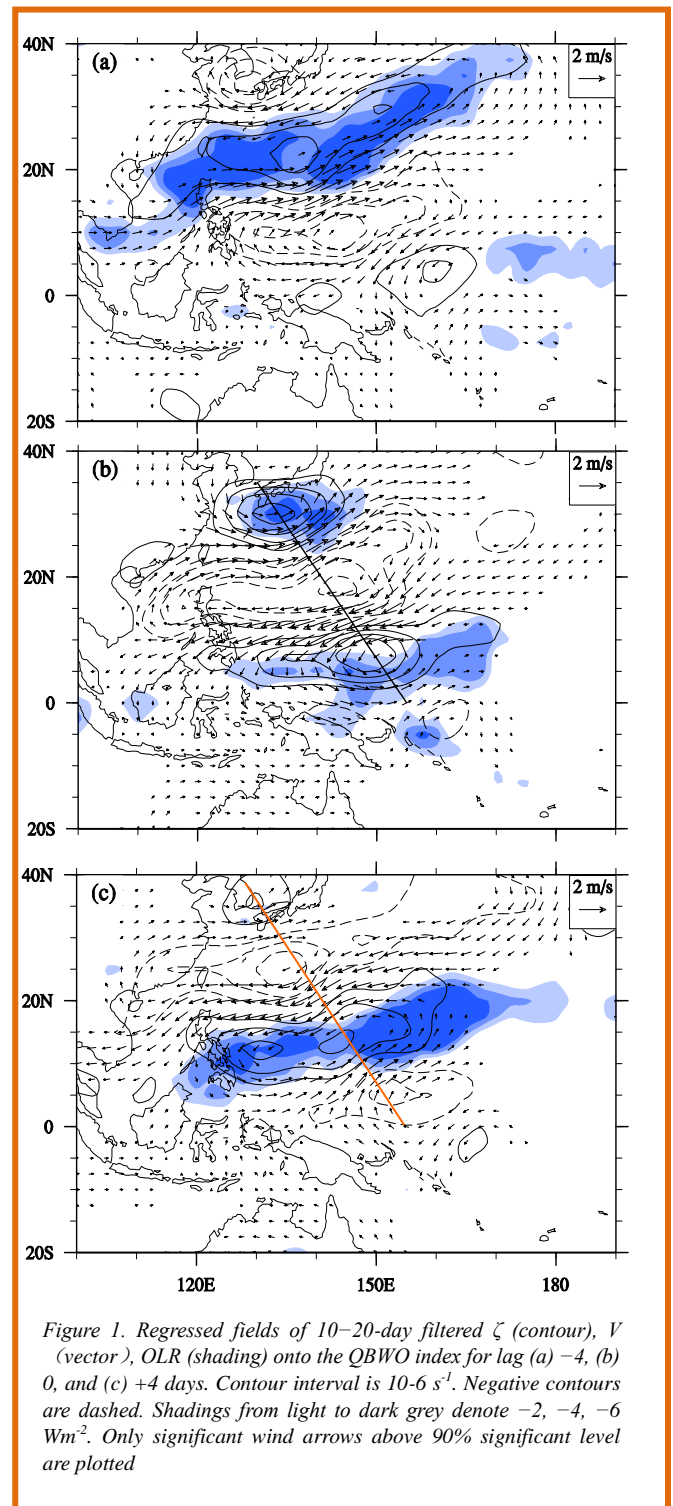 40N
(a)
2 m/s
20N
0
20S
40N
(b)
2 m/s
20N
0
20S
40N
(c)
2 m/s
20N
0
20S
120E 150E 180
Figure 1. Regressed fields of 10−20-day filtered ζ (contour), V
（vector）, OLR (shading) onto the QBWO index for lag (a) −4, (b)
0, and (c) +4 days. Contour interval is 10-6 s⁻¹. Negative contours
are dashed. Shadings from light to dark grey denote −2, −4, −6
Wm⁻². Only significant wind arrows above 90% significant level
are plotted